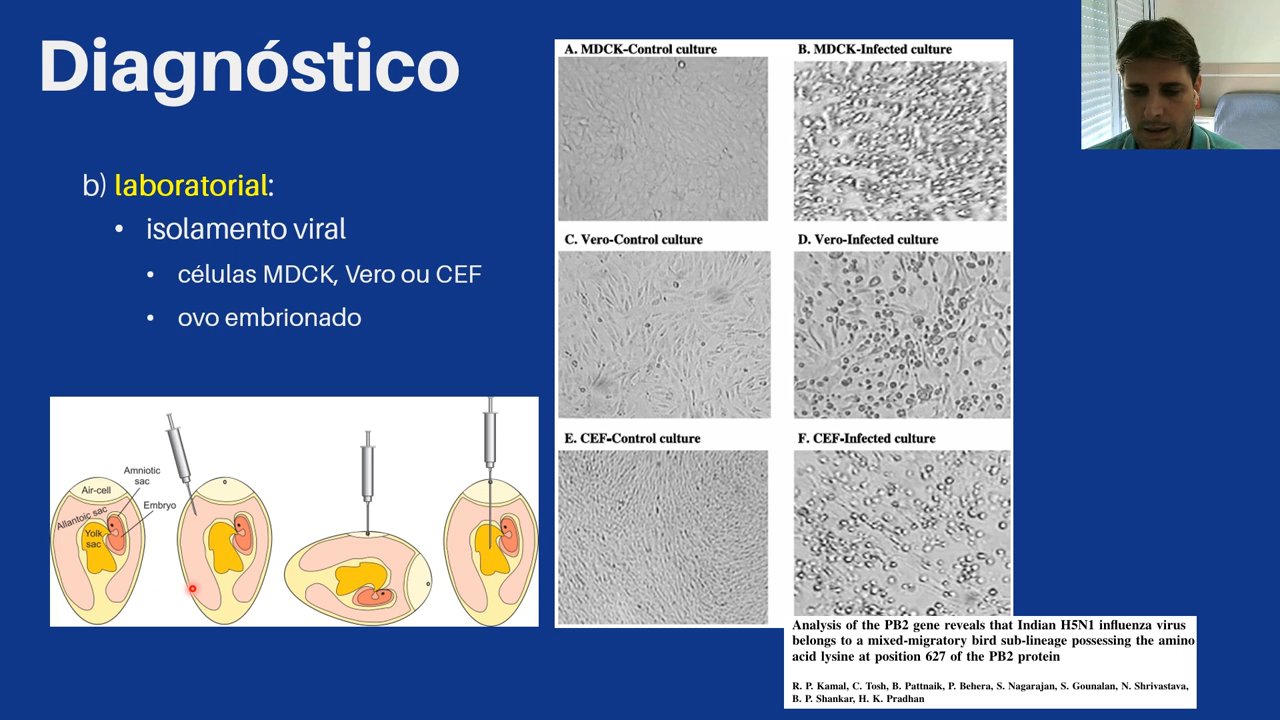 Diagnóstico
b) laboratorial:
• isolamento viral
• células MDCK, Vero ou CEF
• ovo embrionado
Air-cell
Amniotic
sac
Allantoic sac
Embryo
Yolk
sac
A. MDCK-Control culture
B. MDCK-Infected culture
C. Vero-Control culture
D. Vero-Infected culture
E. CEF-Control culture
F. CEF-Infected culture
Analysis of the PB2 gene reveals that Indian H5N1 influenza virus
belongs to a mixed-migratory bird sub-lineage possessing the amino
acid lysine at position 627 of the PB2 protein
R. P. Kamal, C. Tosh, B. Pattnaik, P. Behera, S. Nagarajan, S. Gounalan, N. Shrivastava,
B. P. Shankar, H. K. Pradhan